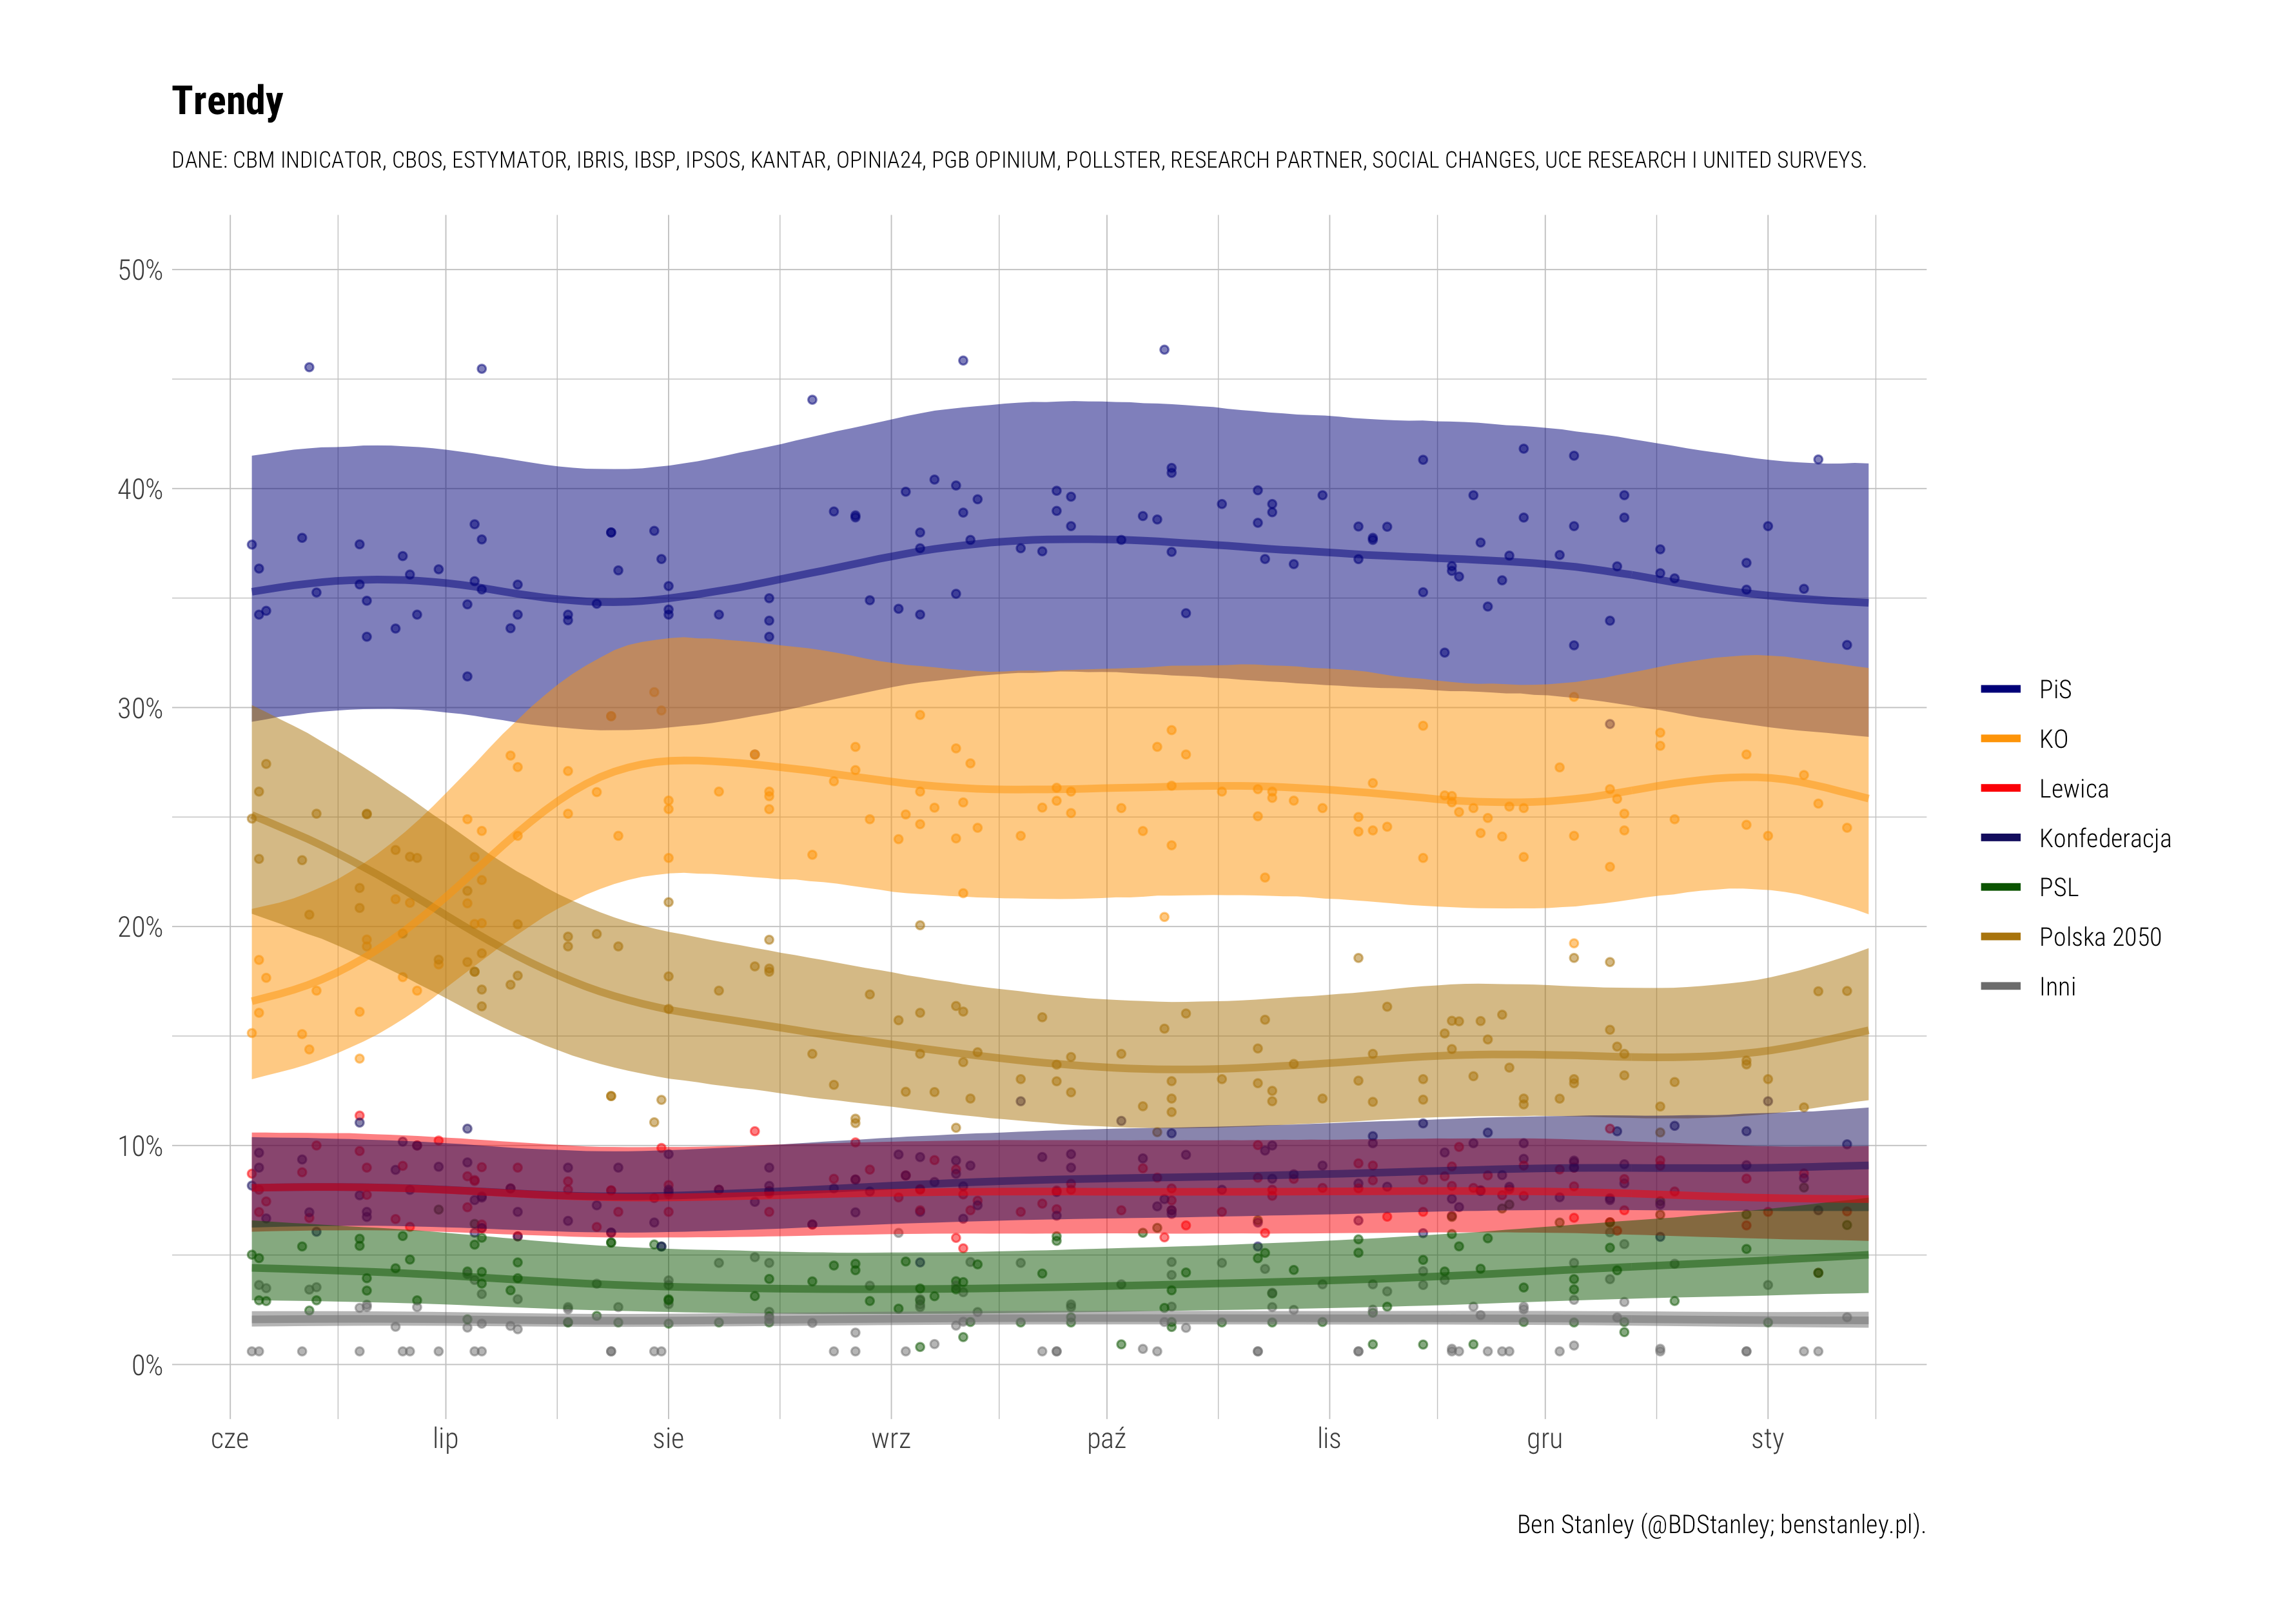 Trendy
DANE: CBM INDICATOR, CBOS, ESTYMATOR, IBRIS, IBSP, IPSOS, KANTAR, OPINIA24, PGB OPINIUM, POLLSTER, RESEARCH PARTNER, SOCIAL CHANGES, UCE RESEARCH I UNITED SURVEYS.
50%
40%
30%
20%
10%
0%
cze lip sie wrz paź lis gru sty
PiS
KO
Lewica
Konfederacja
PSL
Polska 2050
Inni
Ben Stanley (@BDStanley; benstanley.pl).